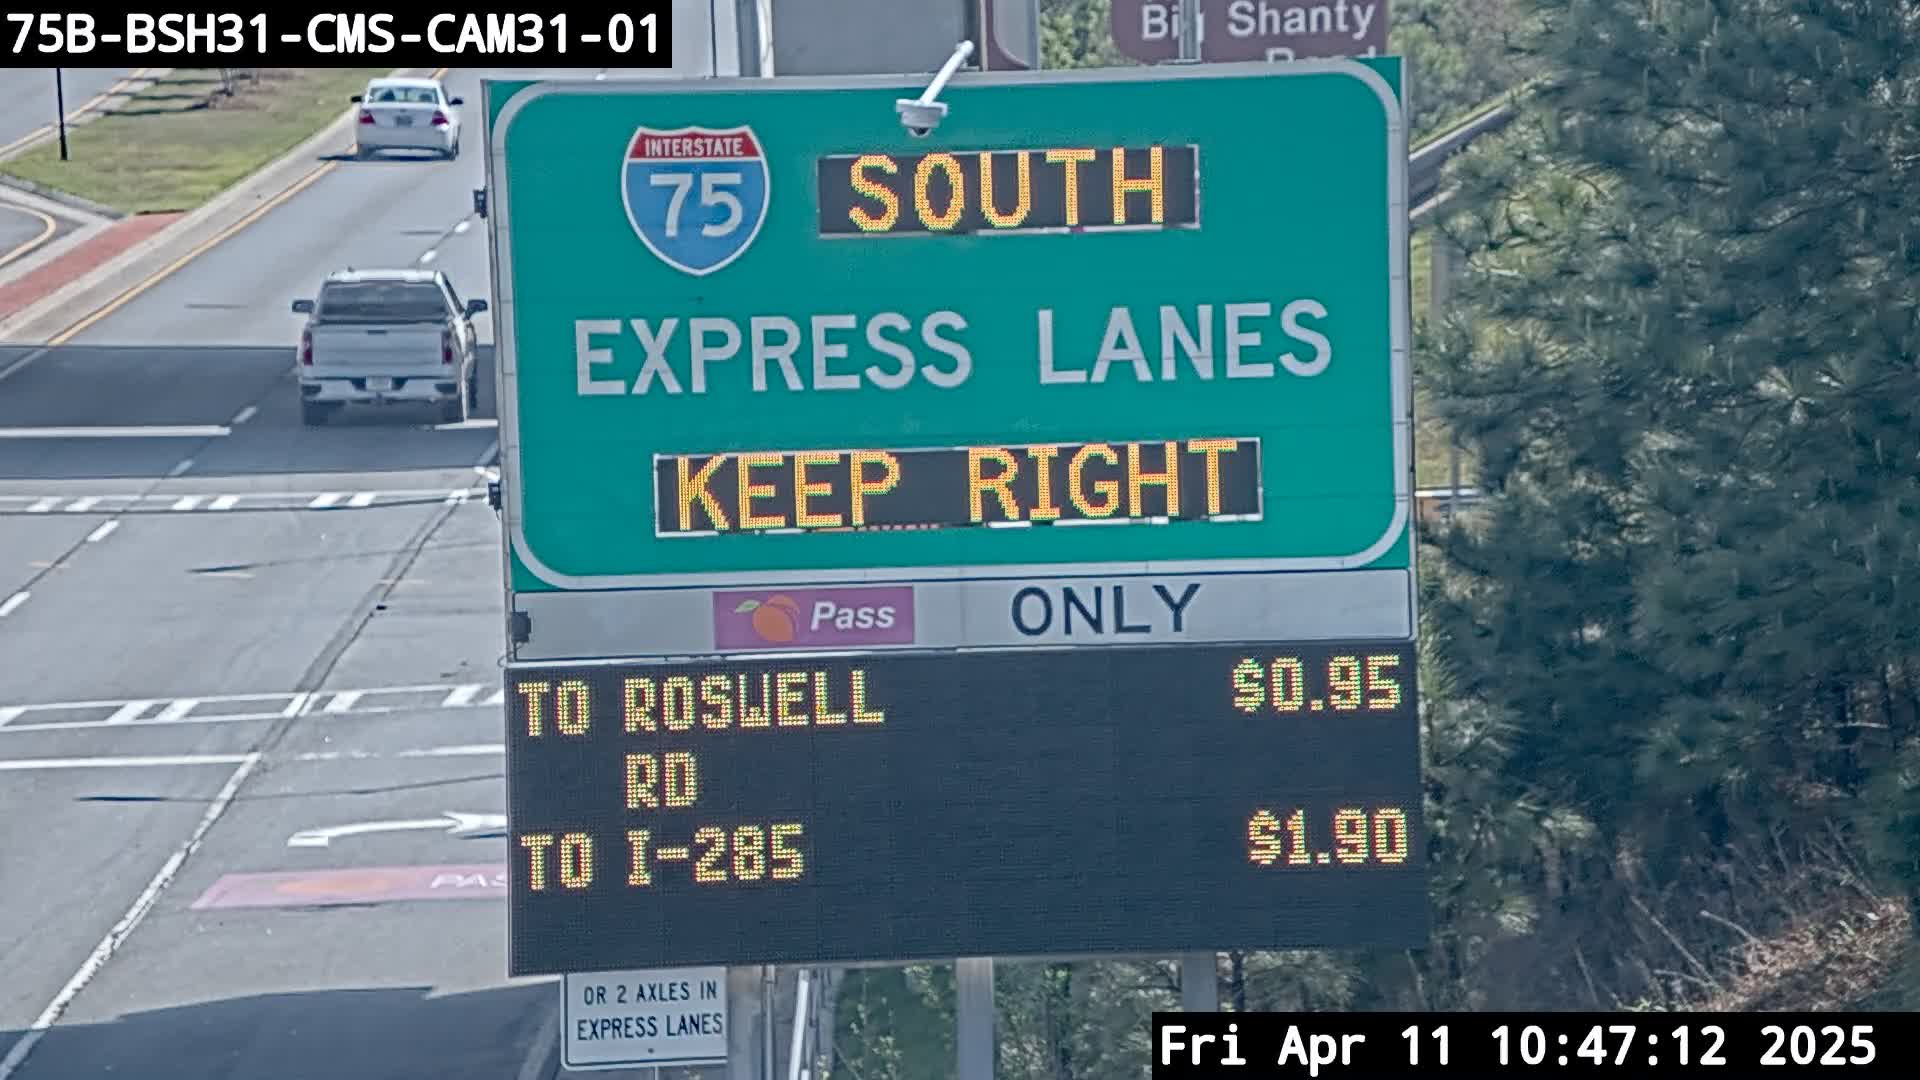 75B-BSH31-CMS-CAM31-01
Big Shanty
Road
INTERSTATE
75
SOUTH
EXPRESS LANES
KEEP RIGHT
Pass
ONLY
TO ROSWELL $0.95
RD
TO I-285 $1.90
OR 2 AXLES IN
EXPRESS LANES
Fri Apr 11 10:47:12 2025